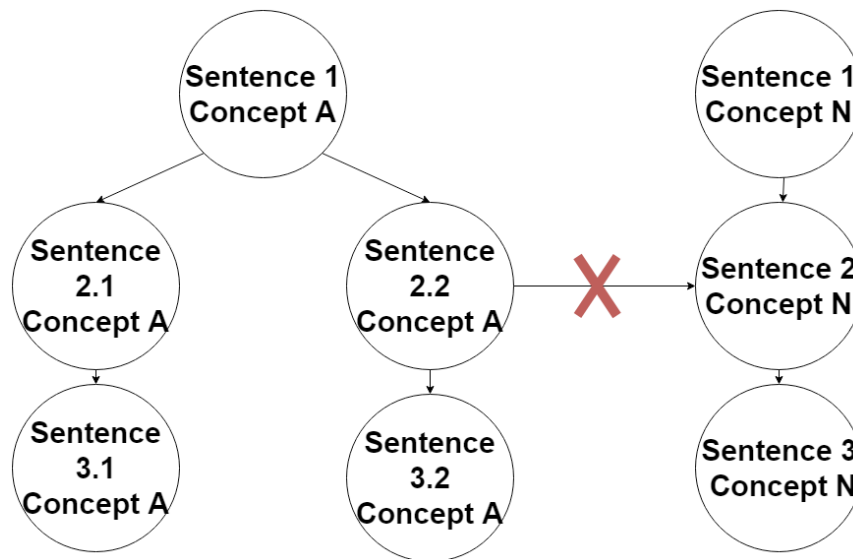 Sentence 1
Concept A
Sentence 1
Concept N
Sentence
2.1
Concept A
Sentence
2.2
Concept A
Sentence 2
Concept N
Sentence
3.1
Concept A
Sentence
3.2
Concept A
Sentence 3
Concept N